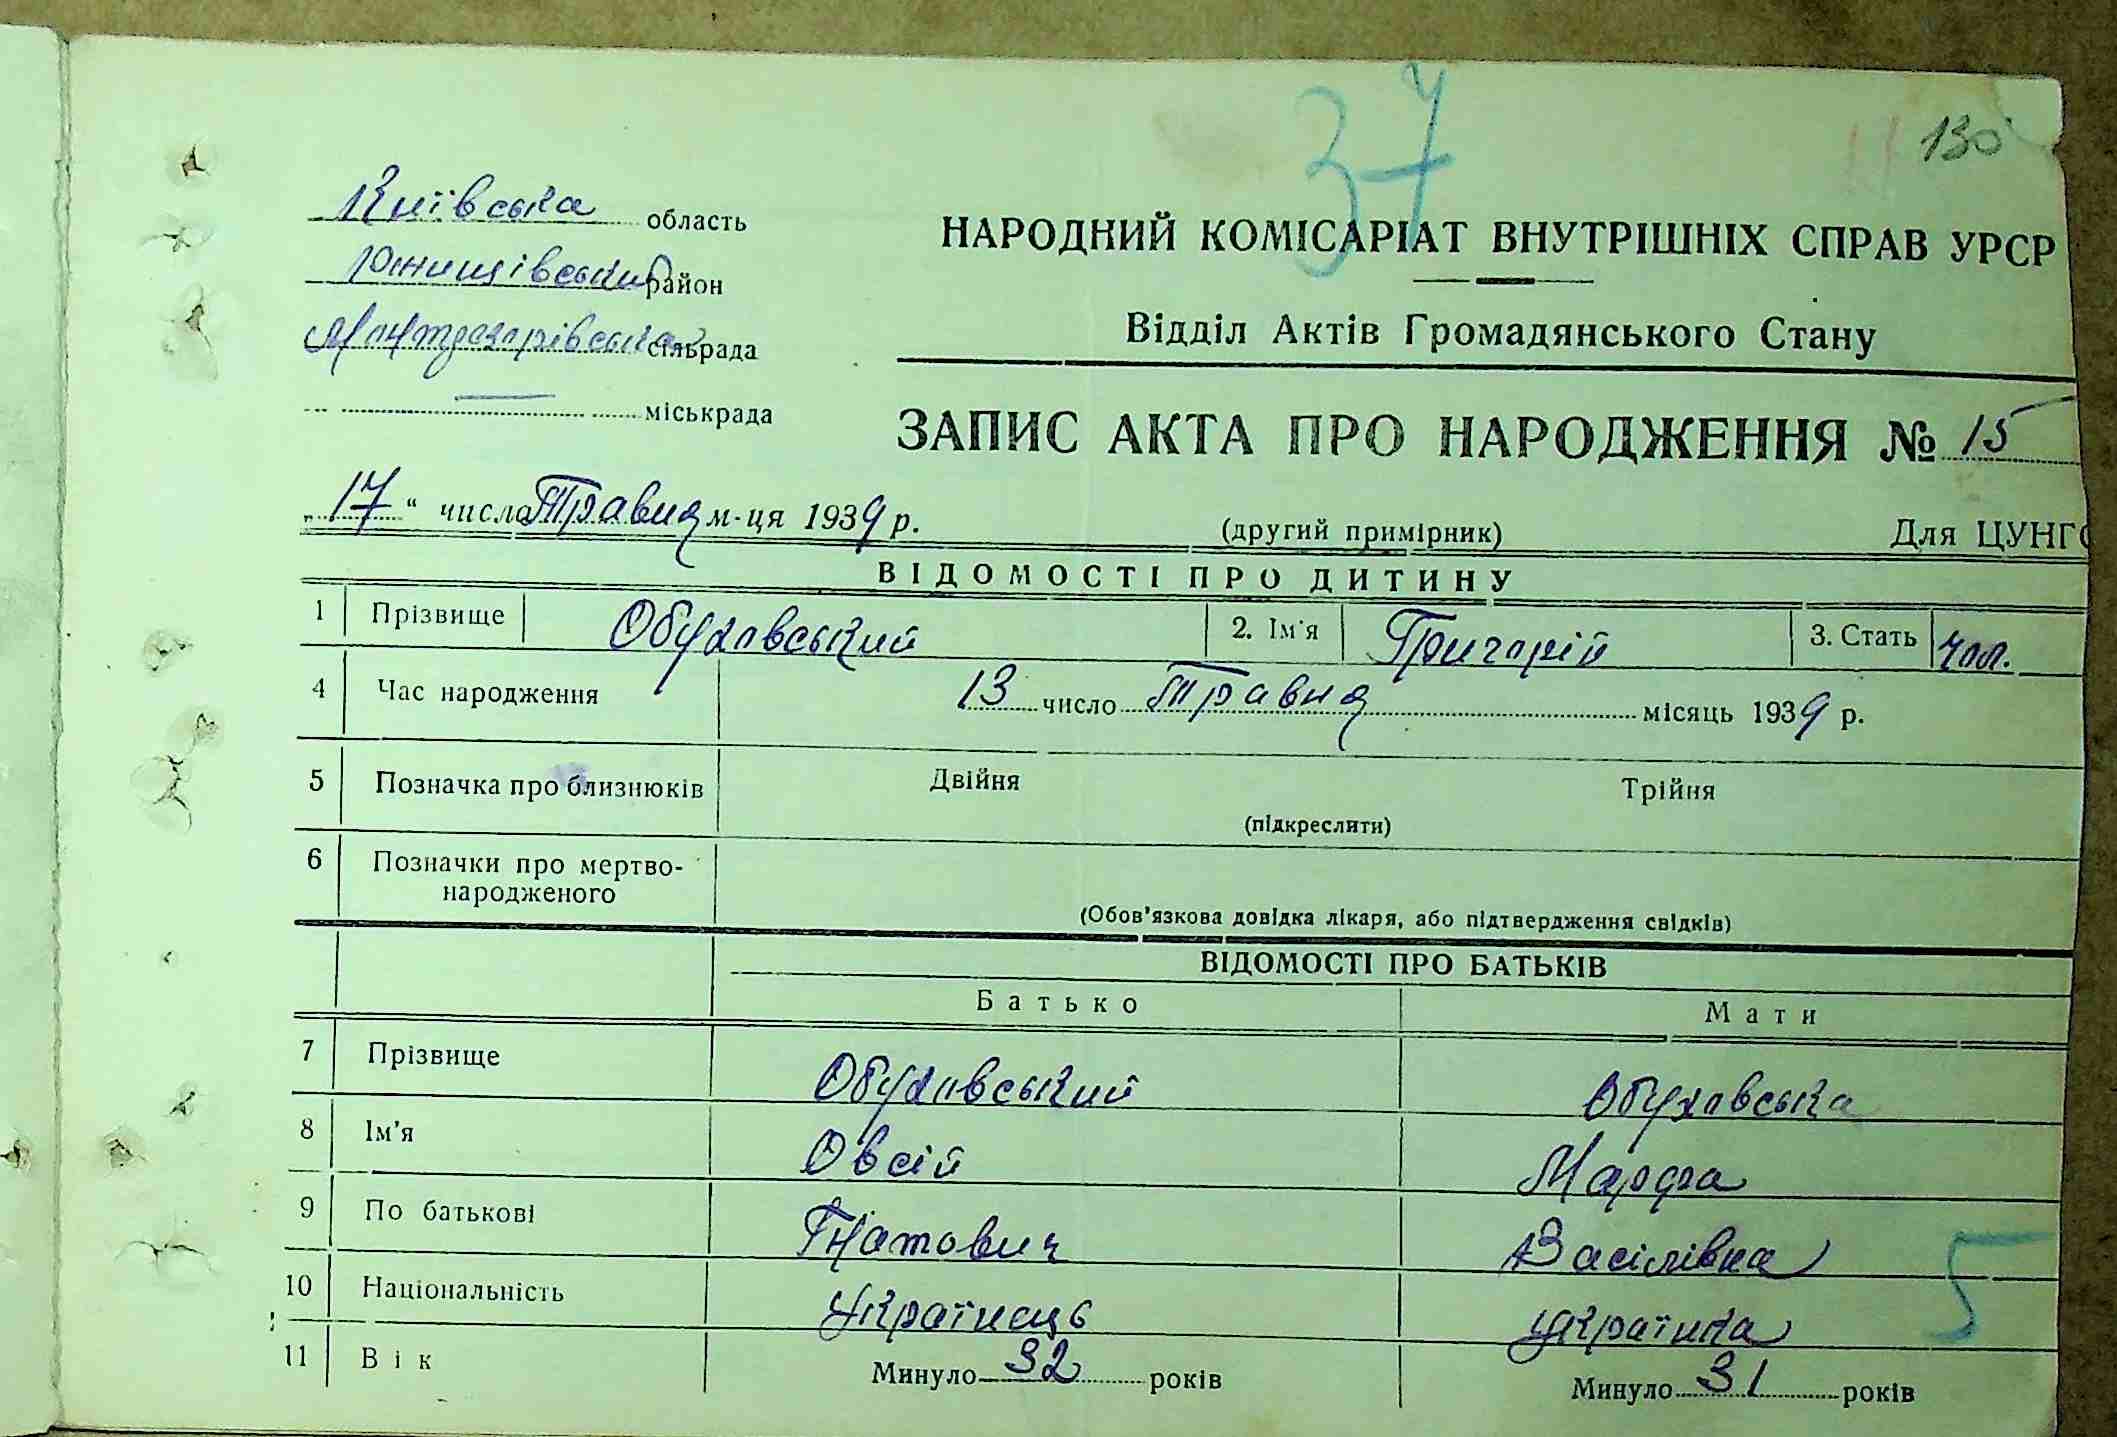 37
130
Київська область
НАРОДНИЙ КОМІСАРІАТ ВНУТРІШНІХ СПРАВ УРСР
район
сільрада
Відділ Актів Громадянського Стану
міськрада
ЗАПИС АКТА ПРО НАРОДЖЕННЯ № 15
„17“ числа Травня м-ця 1939 р.
(другий примірник) Для ЦУНГО
ВІДОМОСТІ ПРО ДИТИНУ
1 Прізвище Обуховський 2. Ім'я Григорій 3. Стать чол.
4 Час народження 13 число Травня місяць 1939 р.
5 Позначка про близнюків Двійня Трійня
(підкреслити)
6 Позначки про мертво-
народженого
(Обов'язкова довідка лікаря, або підтвердження свідків)
ВІДОМОСТІ ПРО БАТЬКІВ
Батько Мати
7 Прізвище Обуховський Обуховська
8 Ім'я Овсій Марфа
9 По батькові Гнатович Васілівна
5
10 Національність Українець українка
11 Вік Минуло 32 років Минуло 31 років